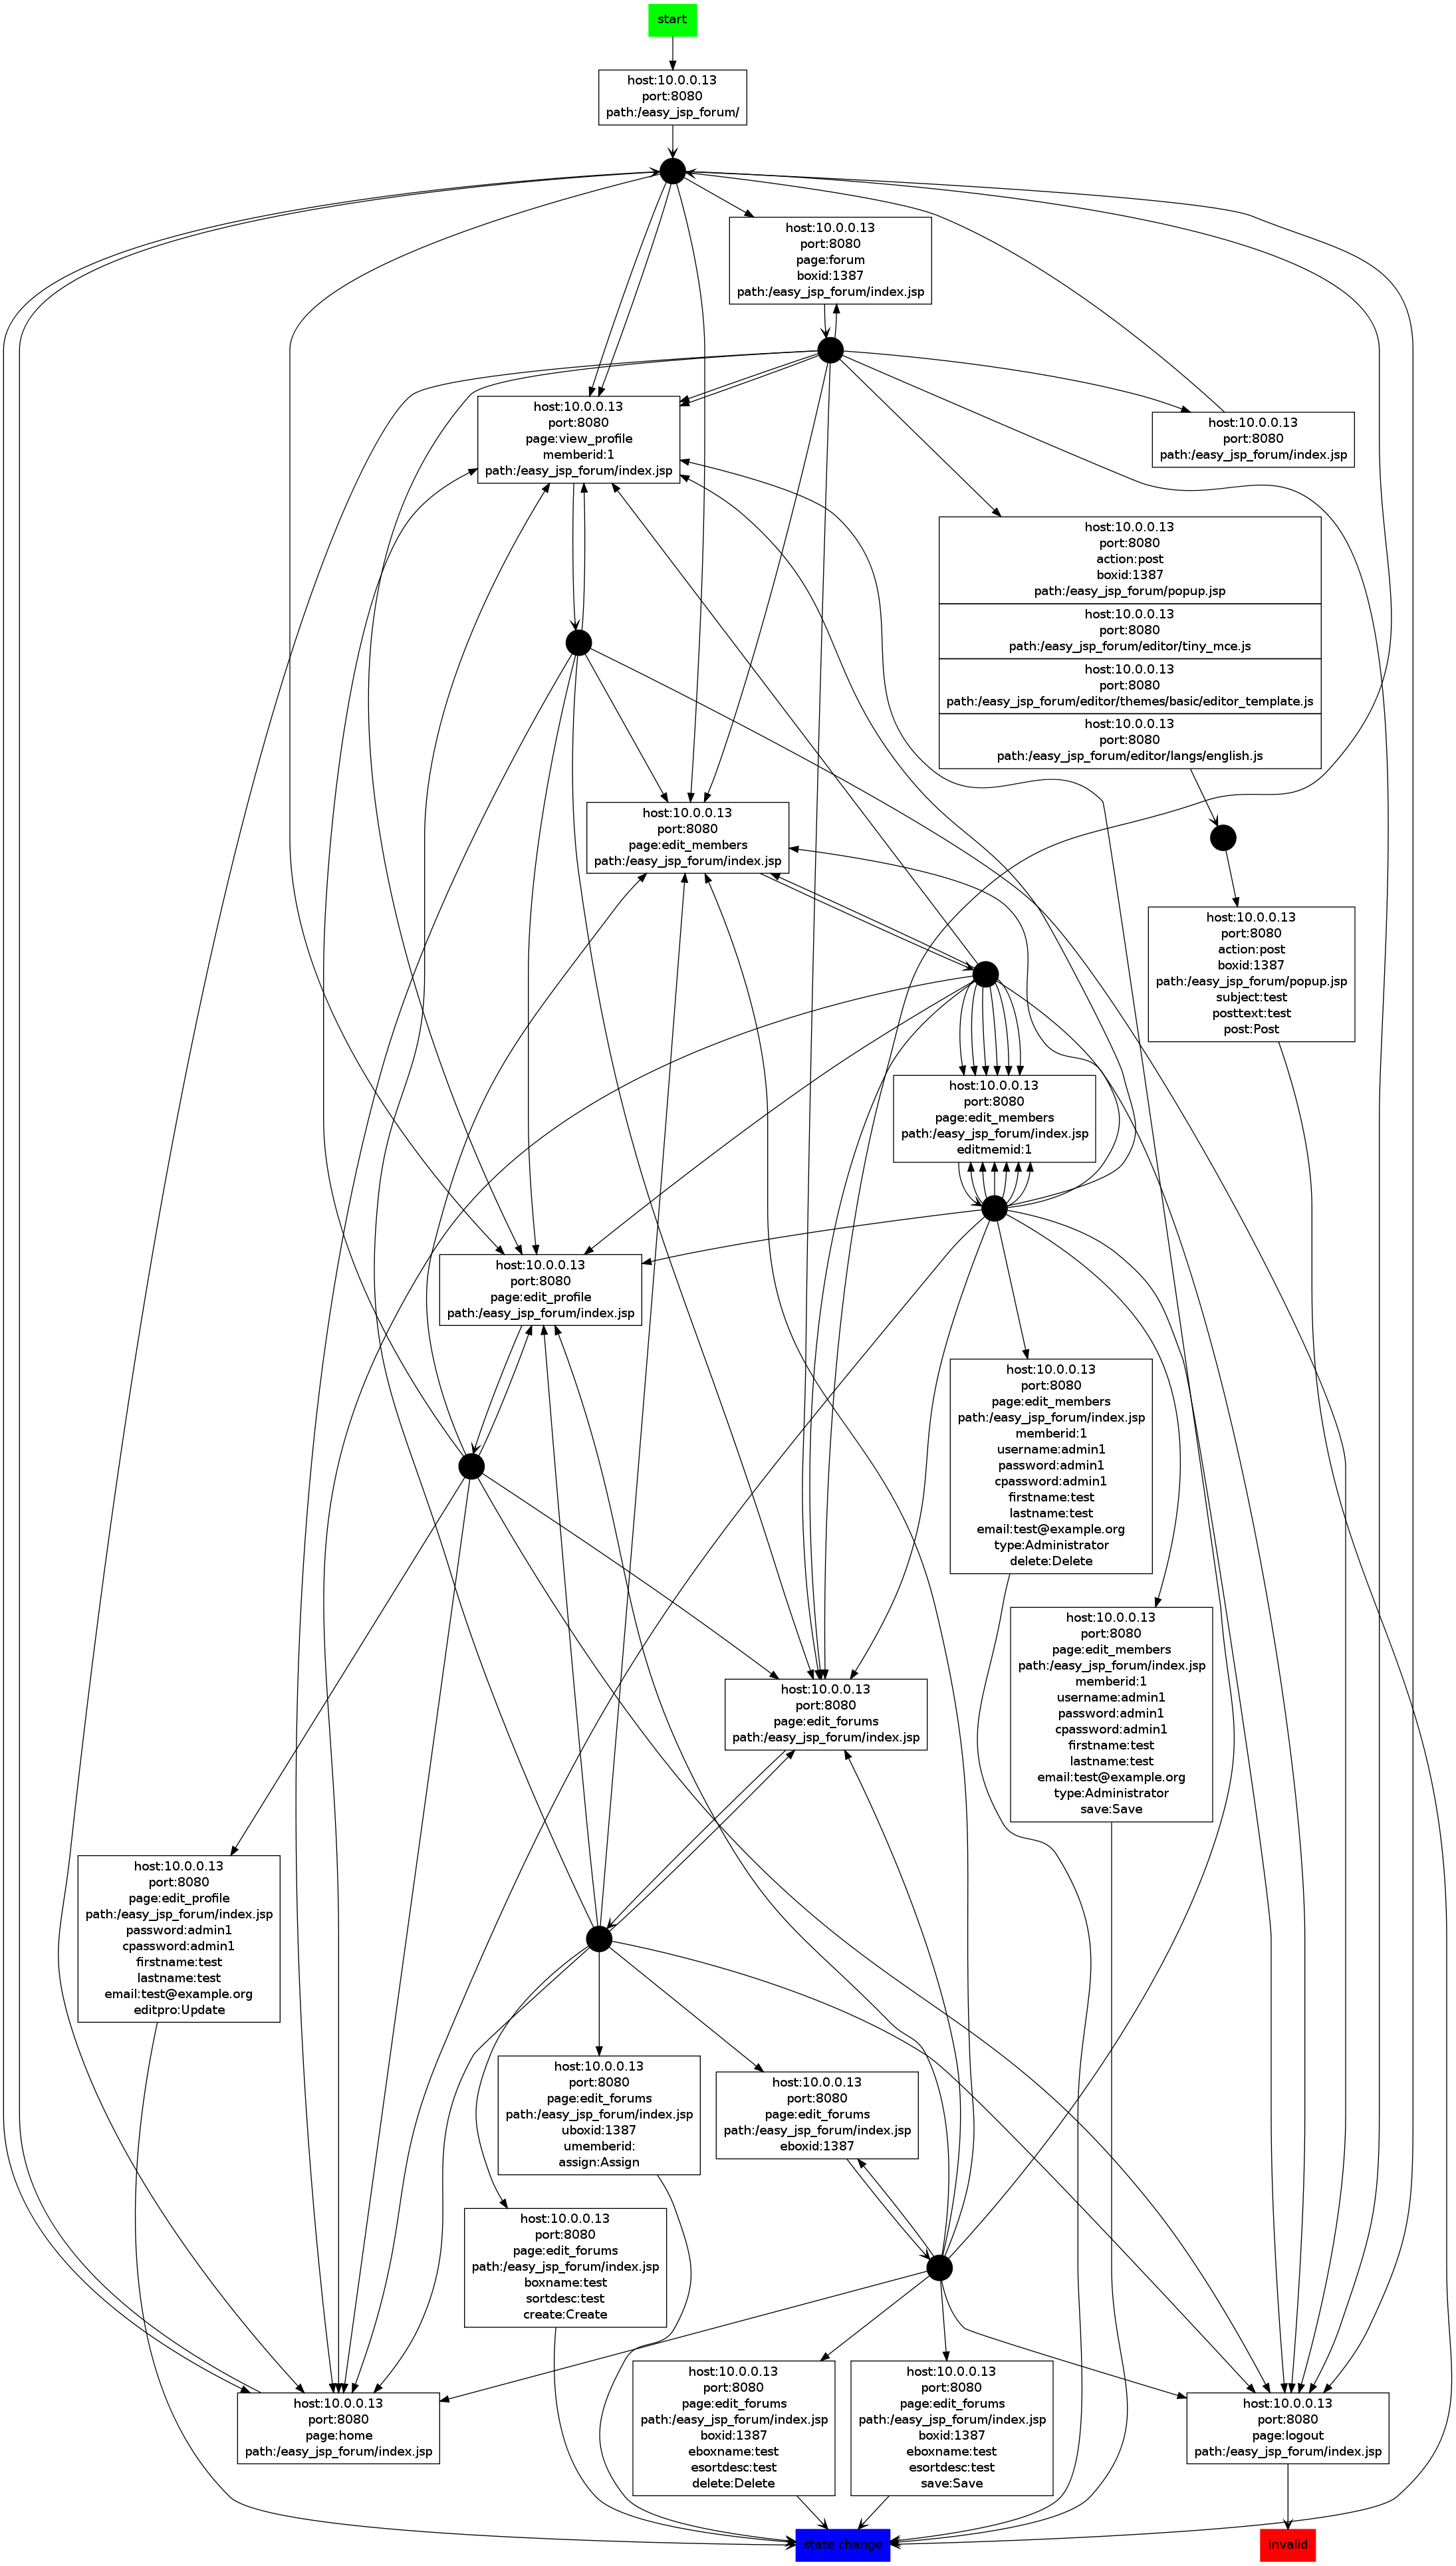 start
host:10.0.0.13
port:8080
path:/easy_jsp_forum/
host:10.0.0.13
port:8080
page:forum
boxid:1387
path:/easy_jsp_forum/index.jsp
host:10.0.0.13
port:8080
page:view_profile
memberid:1
path:/easy_jsp_forum/index.jsp
host:10.0.0.13
port:8080
path:/easy_jsp_forum/index.jsp
host:10.0.0.13
port:8080
action:post
boxid:1387
path:/easy_jsp_forum/popup.jsp
host:10.0.0.13
port:8080
path:/easy_jsp_forum/editor/tiny_mce.js
host:10.0.0.13
port:8080
path:/easy_jsp_forum/editor/themes/basic/editor_template.js
host:10.0.0.13
port:8080
path:/easy_jsp_forum/editor/langs/english.js
host:10.0.0.13
port:8080
page:edit_members
path:/easy_jsp_forum/index.jsp
host:10.0.0.13
port:8080
action:post
boxid:1387
path:/easy_jsp_forum/popup.jsp
subject:test
posttext:test
post:Post
host:10.0.0.13
port:8080
page:edit_members
path:/easy_jsp_forum/index.jsp
editmemid:1
host:10.0.0.13
port:8080
page:edit_profile
path:/easy_jsp_forum/index.jsp
host:10.0.0.13
port:8080
page:edit_members
path:/easy_jsp_forum/index.jsp
memberid:1
username:admin1
password:admin1
cpassword:admin1
firstname:test
lastname:test
email:test@example.org
type:Administrator
delete:Delete
host:10.0.0.13
port:8080
page:edit_members
path:/easy_jsp_forum/index.jsp
memberid:1
username:admin1
password:admin1
cpassword:admin1
firstname:test
lastname:test
email:test@example.org
type:Administrator
save:Save
host:10.0.0.13
port:8080
page:edit_forums
path:/easy_jsp_forum/index.jsp
host:10.0.0.13
port:8080
page:edit_profile
path:/easy_jsp_forum/index.jsp
password:admin1
cpassword:admin1
firstname:test
lastname:test
email:test@example.org
editpro:Update
host:10.0.0.13
port:8080
page:edit_forums
path:/easy_jsp_forum/index.jsp
uboxid:1387
umemberid:
assign:Assign
host:10.0.0.13
port:8080
page:edit_forums
path:/easy_jsp_forum/index.jsp
eboxid:1387
host:10.0.0.13
port:8080
page:edit_forums
path:/easy_jsp_forum/index.jsp
boxname:test
sortdesc:test
create:Create
host:10.0.0.13
port:8080
page:home
path:/easy_jsp_forum/index.jsp
host:10.0.0.13
port:8080
page:edit_forums
path:/easy_jsp_forum/index.jsp
boxid:1387
eboxname:test
esortdesc:test
delete:Delete
host:10.0.0.13
port:8080
page:edit_forums
path:/easy_jsp_forum/index.jsp
boxid:1387
eboxname:test
esortdesc:test
save:Save
host:10.0.0.13
port:8080
page:logout
path:/easy_jsp_forum/index.jsp
state change
invalid